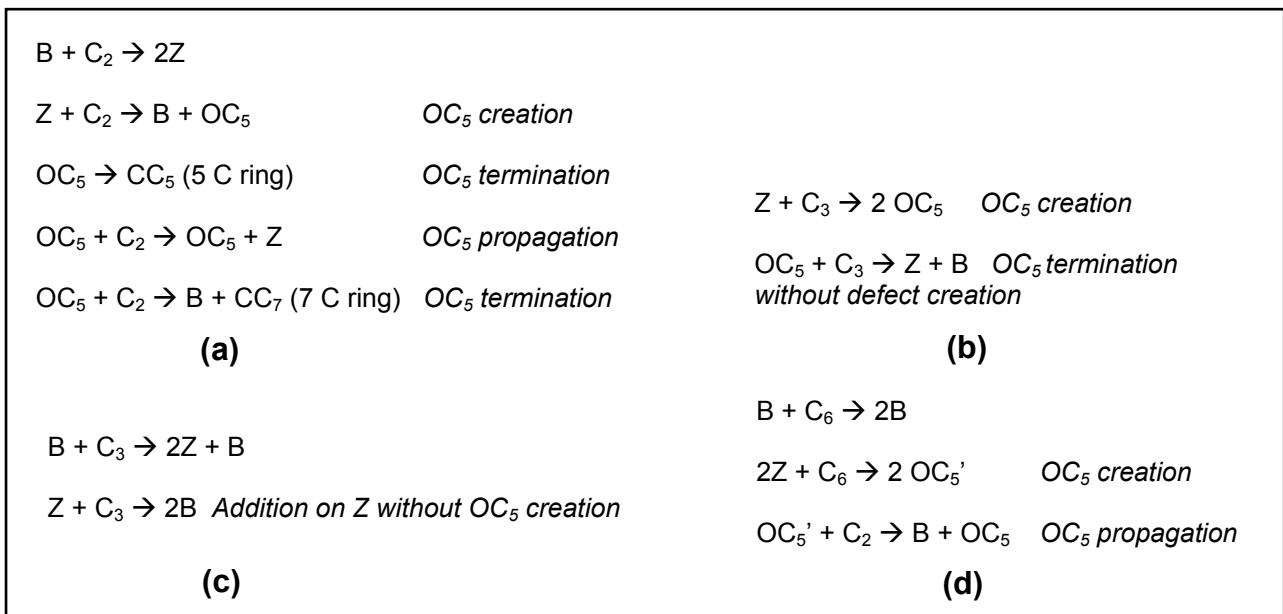 B + C₂ → 2Z
Z + C₂ → B + OC₅ OC₅ creation
OC₅ → CC₅ (5 C ring) OC₅ termination
OC₅ + C₂ → OC₅ + Z OC₅ propagation
OC₅ + C₂ → B + CC₇ (7 C ring) OC₅ termination
(a)
Z + C₃ → 2 OC₅ OC₅ creation
OC₅ + C₃ → Z + B OC₅ termination
without defect creation
(b)
B + C₃ → 2Z + B
Z + C₃ → 2B Addition on Z without OC₅ creation
(c)
B + C₆ → 2B
2Z + C₆ → 2 OC₅’ OC₅ creation
OC₅’ + C₂ → B + OC₅ OC₅ propagation
(d)